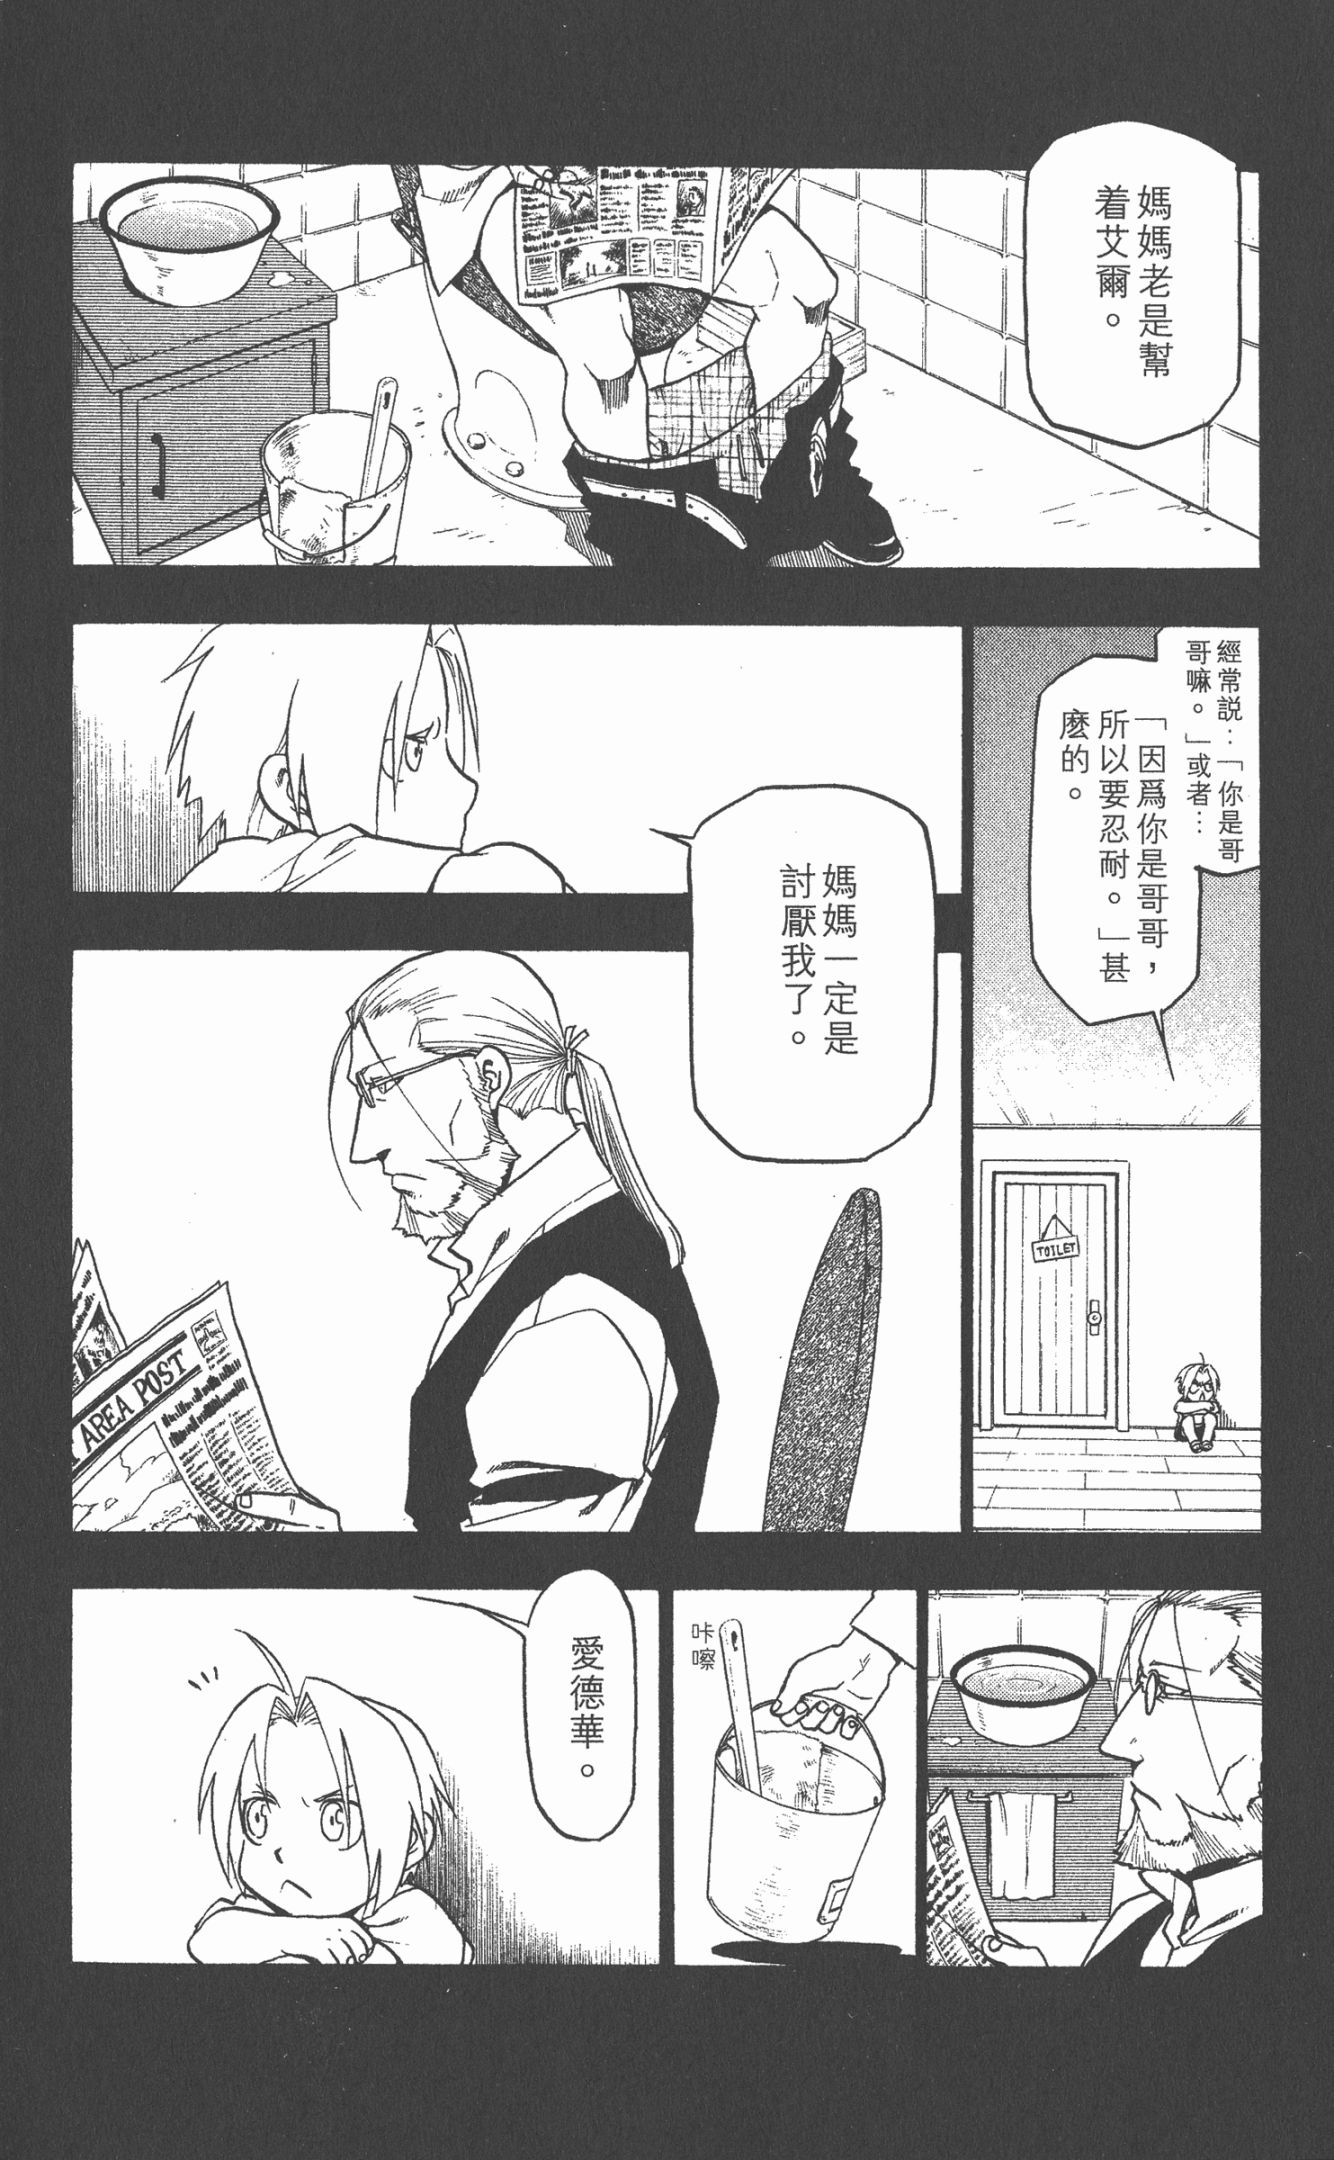 媽媽老是幫
着艾爾。
經常說：「你是哥
哥嘛。」或者…
「因爲你是哥哥，
所以要忍耐。」甚
麽的。
TOILET
媽媽一定是
討厭我了。
AREA POST
咔嚓
愛德華。